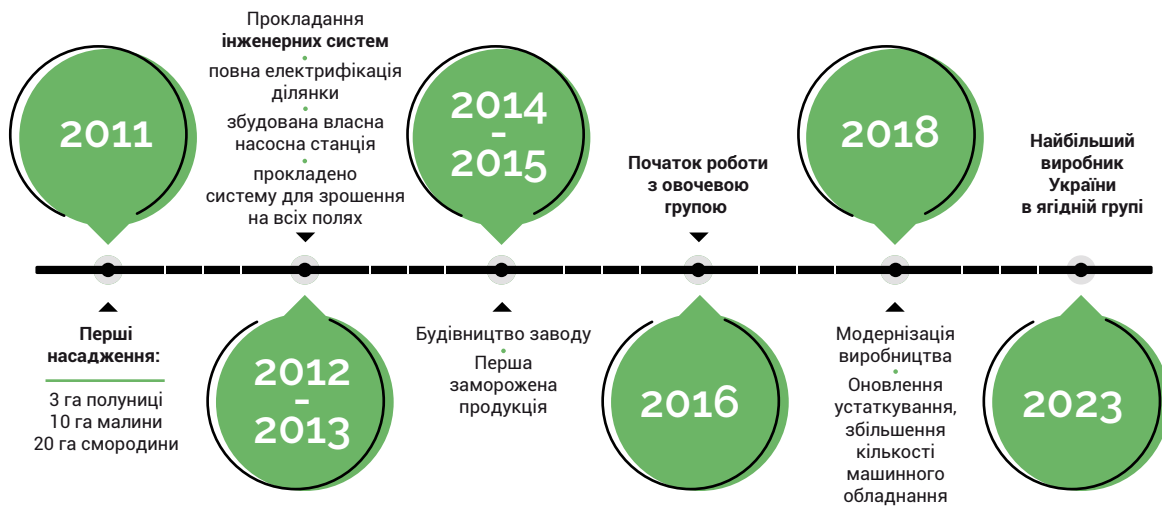 2011
Перші
насадження:
3 га полуниці
10 га малини
20 га смородини
Прокладання
інженерних систем
повна електрифікація
ділянки
збудована власна
насосна станція
прокладено
систему для зрошення
на всіх полях
2012
-
2013
2014
-
2015
Будівництво заводу
Перша
заморожена
продукція
Початок роботи
з овочевою
групою
2016
2018
Модернізація
виробництва
Оновлення
устаткування,
збільшення
кількості
машинного
обладнання
Найбільший
виробник
України
в ягідній групі
2023